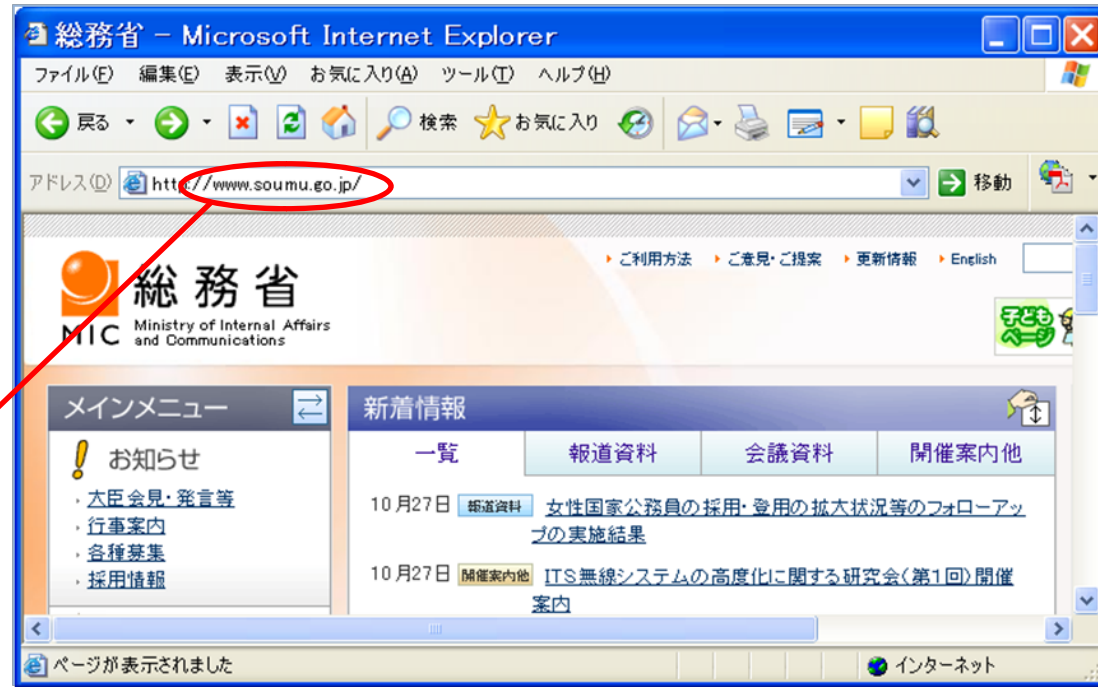 総務省 - Microsoft Internet Explorer
ファイル(F) 編集(E) 表示(V) お気に入り(A) ツール(T) ヘルプ(H)
戻る 検索 お気に入り
アドレス(D) http://www.soumu.go.jp/ 移動
ご利用方法 ご意見・ご提案 更新情報 English
総務省
MIC Ministry of Internal Affairs
and Communications
子ども
ページ
メインメニュー
新着情報
お知らせ
一覧 報道資料 会議資料 開催案内他
大臣会見・発言等
行事案内
各種募集
採用情報
10月27日 報道資料 女性国家公務員の採用・登用の拡大状況等のフォローアッ
プの実施結果
10月27日 開催案内他 ITS無線システムの高度化に関する研究会(第1回)開催
案内
ページが表示されました インターネット